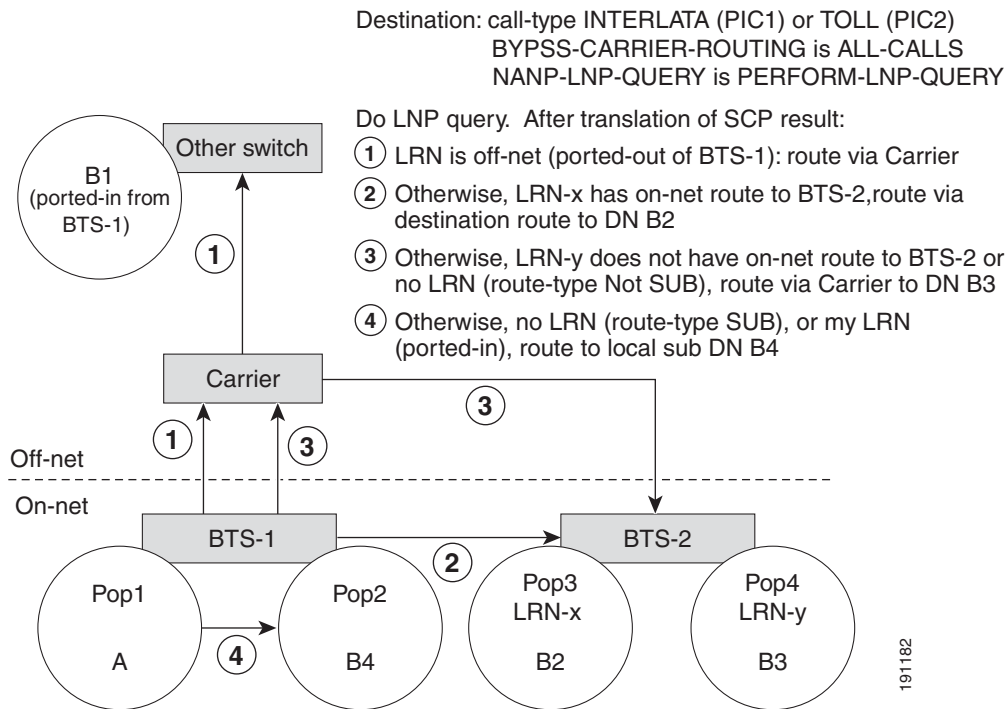 Destination: call-type INTERLATA (PIC1) or TOLL (PIC2)
BYPSS-CARRIER-ROUTING is ALL-CALLS
NANP-LNP-QUERY is PERFORM-LNP-QUERY
Do LNP query. After translation of SCP result:
1 LRN is off-net (ported-out of BTS-1): route via Carrier
2 Otherwise, LRN-x has on-net route to BTS-2,route via
destination route to DN B2
3 Otherwise, LRN-y does not have on-net route to BTS-2 or
no LRN (route-type Not SUB), route via Carrier to DN B3
4 Otherwise, no LRN (route-type SUB), or my LRN
(ported-in), route to local sub DN B4
Other switch
B1
(ported-in from
BTS-1)
1
Carrier
3
1
3
Off-net
On-net
BTS-1
BTS-2
2
Pop1
A
4
Pop2
B4
Pop3
LRN-x
B2
Pop4
LRN-y
B3
191182